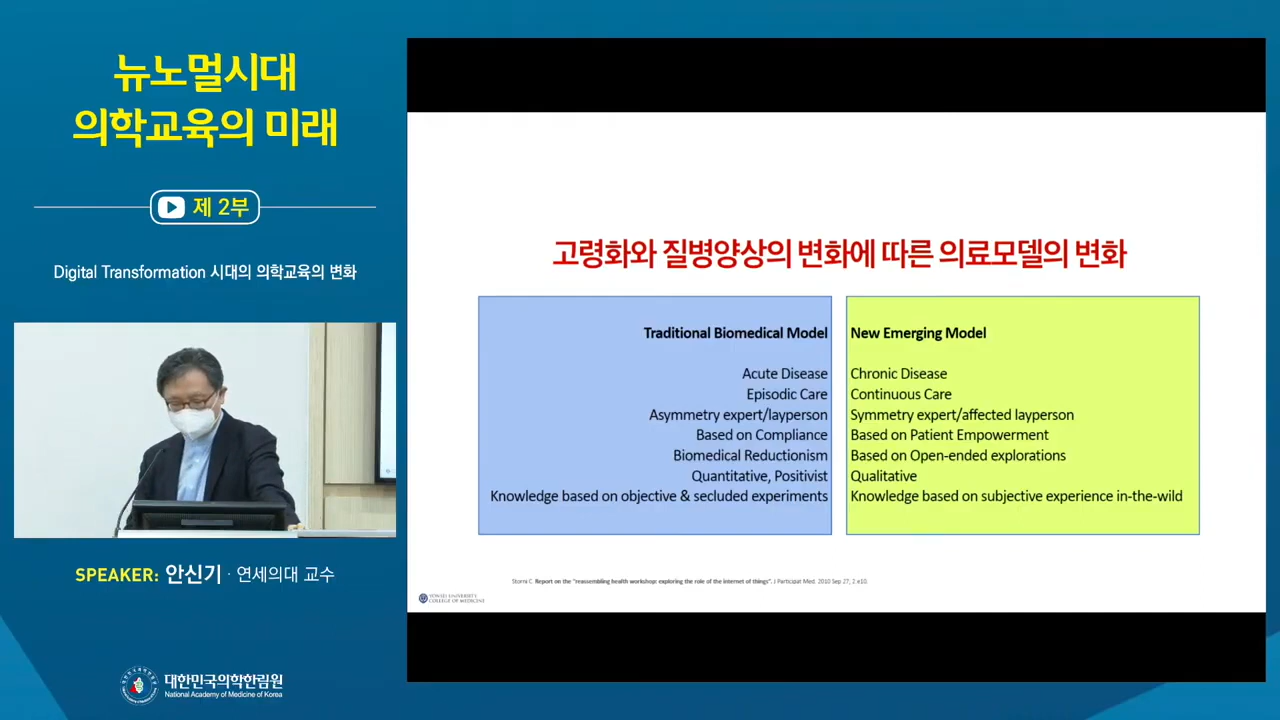 뉴노멀시대
의학교육의 미래
제 2부
Digital Transformation 시대의 의학교육의 변화
SPEAKER: 안신기 · 연세의대 교수
대한민국의학한림원
National Academy of Medicine of Korea
고령화와 질병양상의 변화에 따른 의료모델의 변화
Traditional Biomedical Model
Acute Disease
Episodic Care
Asymmetry expert/layperson
Based on Compliance
Biomedical Reductionism
Quantitative, Positivist
Knowledge based on objective & secluded experiments
New Emerging Model
Chronic Disease
Continuous Care
Symmetry expert/affected layperson
Based on Patient Empowerment
Based on Open-ended explorations
Qualitative
Knowledge based on subjective experience in-the-wild
Storni C. Report on the "reassembling health workshop: exploring the role of the internet of things". J Participat Med. 2010 Sep 27; 2:e10.
YONSEI UNIVERSITY
COLLEGE OF MEDICINE